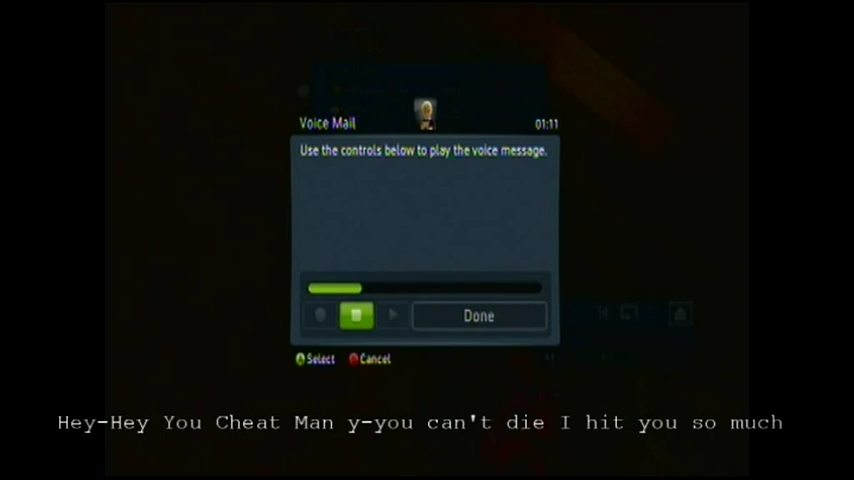 Voice Mail
01:11
Use the controls below to play the voice message.
Done
Select
Cancel
Hey-Hey You Cheat Man y-you can't die I hit you so much